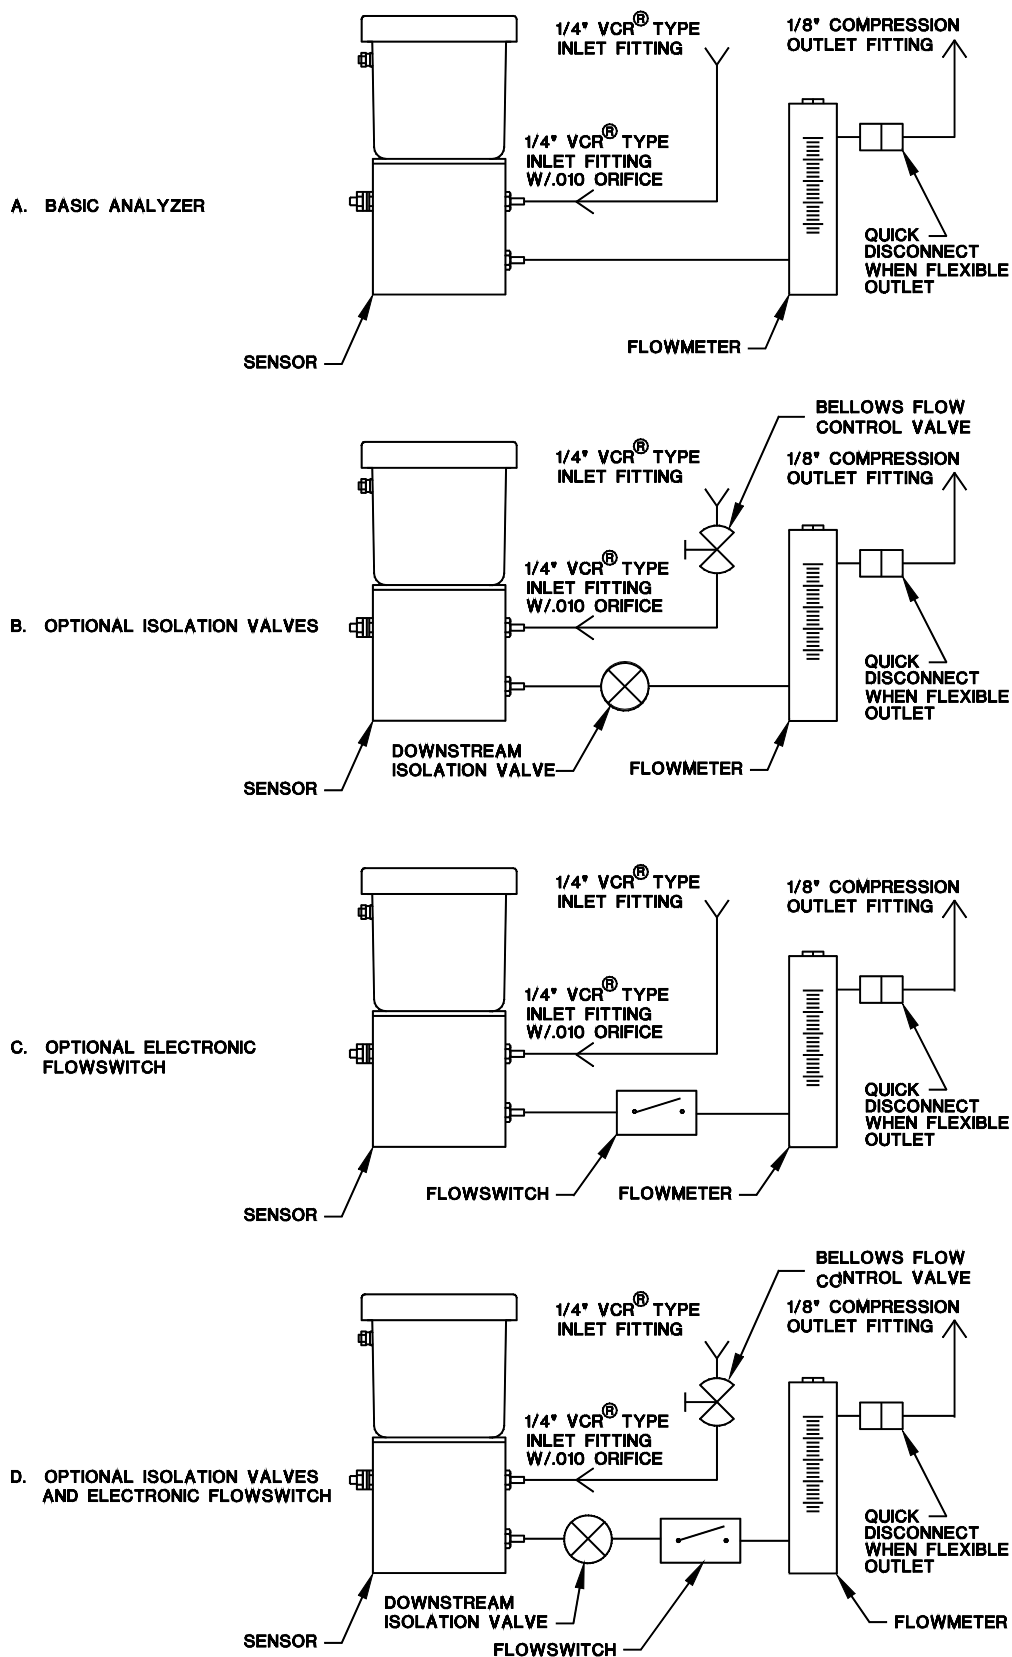 1/4" VCR® TYPE
INLET FITTING
1/8" COMPRESSION
OUTLET FITTING
1/4" VCR® TYPE
INLET FITTING
W/.010 ORIFICE
A. BASIC ANALYZER
QUICK
DISCONNECT
WHEN FLEXIBLE
OUTLET
SENSOR
FLOWMETER
BELLOWS FLOW
CONTROL VALVE
1/4" VCR® TYPE
INLET FITTING
1/8" COMPRESSION
OUTLET FITTING
1/4" VCR® TYPE
INLET FITTING
W/.010 ORIFICE
B. OPTIONAL ISOLATION VALVES
QUICK
DISCONNECT
WHEN FLEXIBLE
OUTLET
DOWNSTREAM
ISOLATION VALVE
FLOWMETER
SENSOR
1/4" VCR® TYPE
INLET FITTING
1/8" COMPRESSION
OUTLET FITTING
1/4" VCR® TYPE
INLET FITTING
W/.010 ORIFICE
C. OPTIONAL ELECTRONIC
FLOWSWITCH
QUICK
DISCONNECT
WHEN FLEXIBLE
OUTLET
FLOWSWITCH
FLOWMETER
SENSOR
BELLOWS FLOW
CONTROL VALVE
1/4" VCR® TYPE
INLET FITTING
1/8" COMPRESSION
OUTLET FITTING
1/4" VCR® TYPE
INLET FITTING
W/.010 ORIFICE
D. OPTIONAL ISOLATION VALVES
AND ELECTRONIC FLOWSWITCH
QUICK
DISCONNECT
WHEN FLEXIBLE
OUTLET
DOWNSTREAM
ISOLATION VALVE
FLOWMETER
SENSOR
FLOWSWITCH